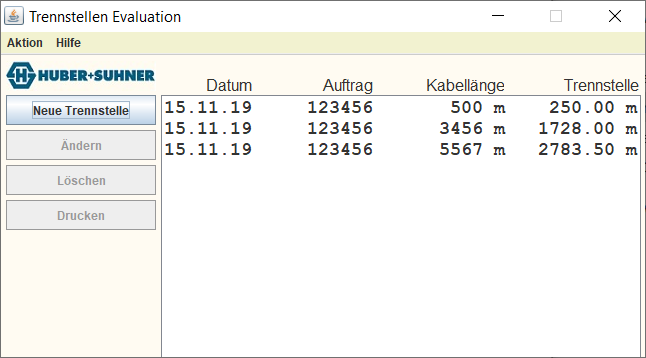 Trennstellen Evaluation
Aktion Hilfe
HUBER+SUHNER
Datum Auftrag Kabellänge Trennstelle
Neue Trennstelle
15.11.19 123456 500 m 250.00 m
15.11.19 123456 3456 m 1728.00 m
15.11.19 123456 5567 m 2783.50 m
Ändern
Löschen
Drucken